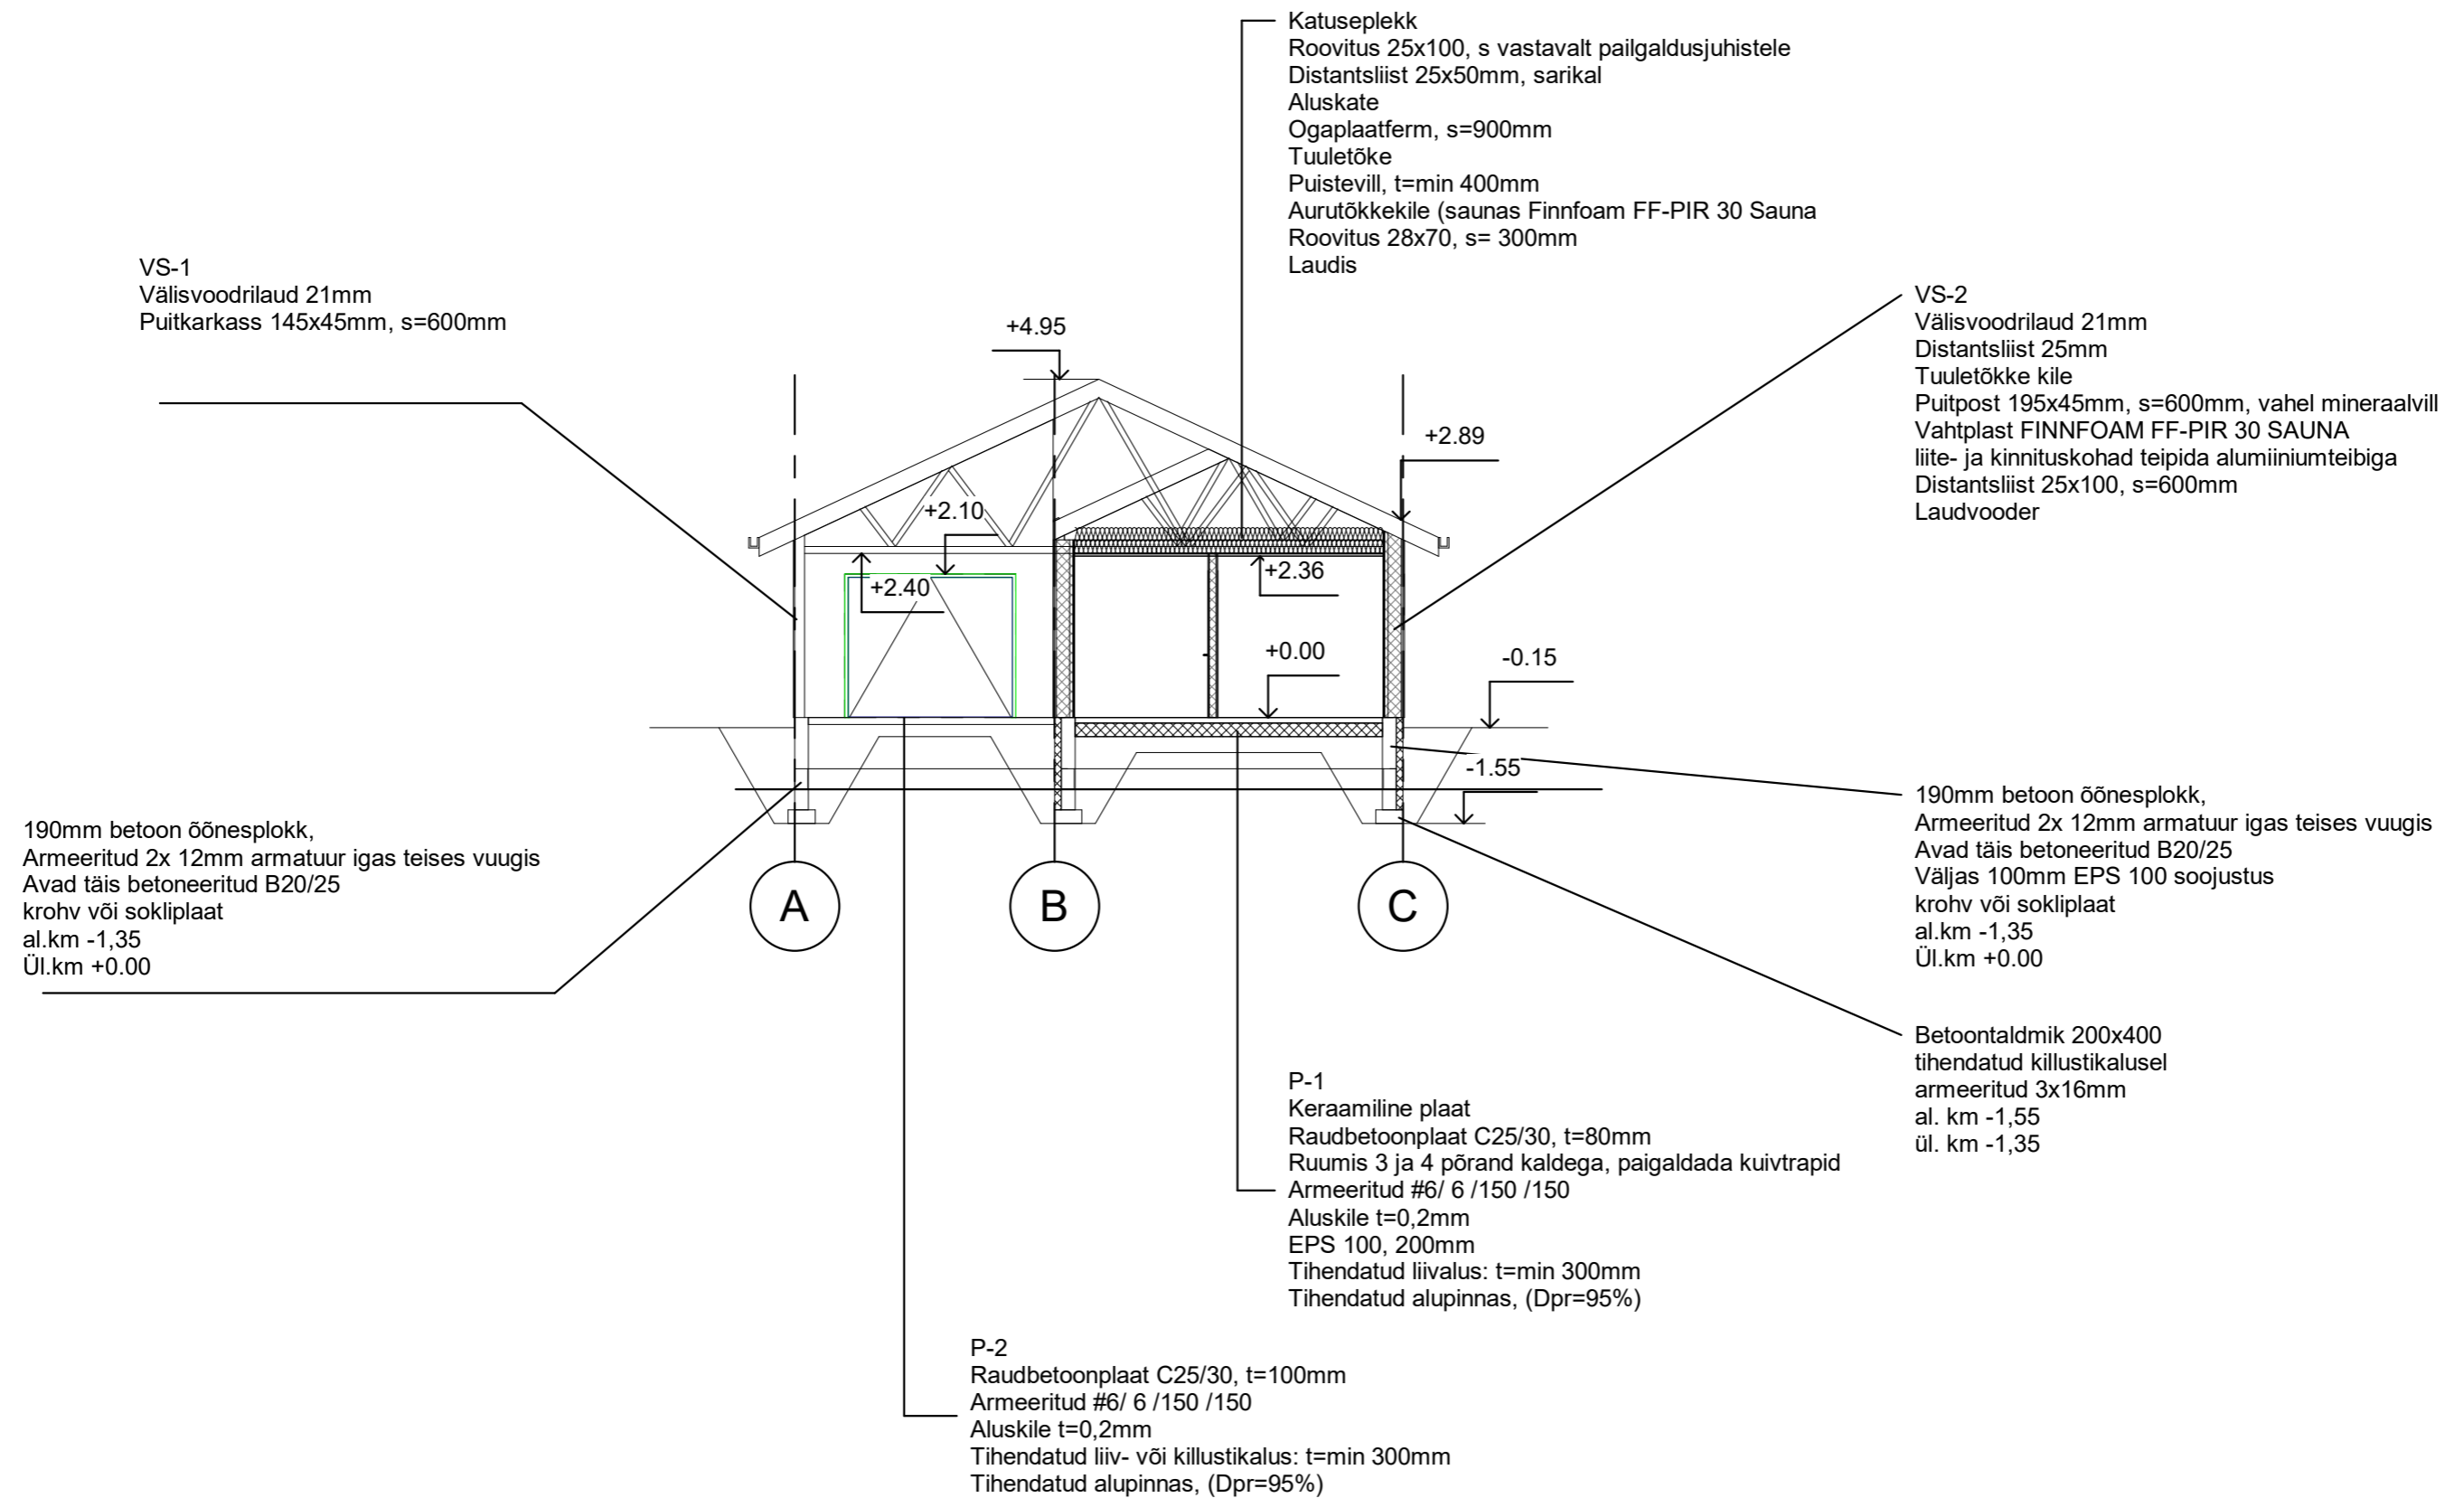 Katuseplekk
Roovitus 25x100, s vastavalt pailgaldusjuhistele
Distantsliist 25x50mm, sarikal
Aluskate
Ogaplaatferm, s=900mm
Tuuletõke
Puistevill, t=min 400mm
Aurutõkkekile (saunas Finnfoam FF-PIR 30 Sauna
Roovitus 28x70, s= 300mm
Laudis
VS-1
Välisvoodrilaud 21mm
Puitkarkass 145x45mm, s=600mm
VS-2
Välisvoodrilaud 21mm
Distantsliist 25mm
Tuuletõkke kile
Puitpost 195x45mm, s=600mm, vahel mineraalvill
Vahtplast FINNFOAM FF-PIR 30 SAUNA
liite- ja kinnituskohad teipida alumiiniumteibiga
Distantsliist 25x100, s=600mm
Laudvooder
+4.95
+2.89
+2.10
+2.40
+2.36
+0.00
-0.15
-1.55
190mm betoon õõnesplokk,
Armeeritud 2x 12mm armatuur igas teises vuugis
Avad täis betoneeritud B20/25
krohv või sokliplaat
al.km -1,35
Ül.km +0.00
A
B
C
190mm betoon õõnesplokk,
Armeeritud 2x 12mm armatuur igas teises vuugis
Avad täis betoneeritud B20/25
Väljas 100mm EPS 100 soojustus
krohv või sokliplaat
al.km -1,35
Ül.km +0.00
Betoontaldmik 200x400
tihendatud killustikalusel
armeeritud 3x16mm
al. km -1,55
ül. km -1,35
P-1
Keraamiline plaat
Raudbetoonplaat C25/30, t=80mm
Ruumis 3 ja 4 põrand kaldega, paigaldada kuivtrapid
Armeeritud #6/ 6 /150 /150
Aluskile t=0,2mm
EPS 100, 200mm
Tihendatud liivalus: t=min 300mm
Tihendatud alupinnas, (Dpr=95%)
P-2
Raudbetoonplaat C25/30, t=100mm
Armeeritud #6/ 6 /150 /150
Aluskile t=0,2mm
Tihendatud liiv- või killustikalus: t=min 300mm
Tihendatud alupinnas, (Dpr=95%)